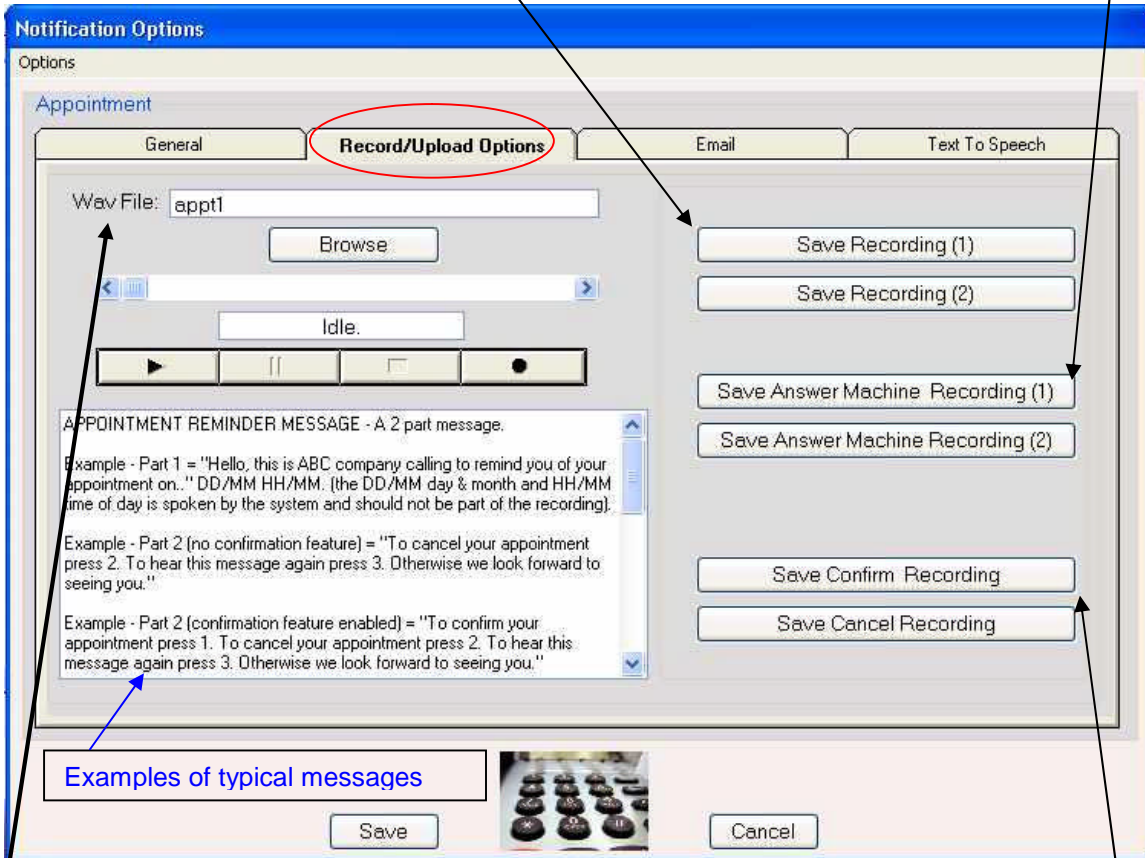 Notification Options
Options
Appointment
General
Record/Upload Options
Email
Text To Speech
Wav File: appt1
Browse
Idle.
APPOINTMENT REMINDER MESSAGE - A 2 part message.
Example - Part 1 = "Hello, this is ABC company calling to remind you of your
appointment on.." DD/MM HH/MM. (the DD/MM day & month and HH/MM
time of day is spoken by the system and should not be part of the recording).
Example - Part 2 (no confirmation feature) = "To cancel your appointment
press 2. To hear this message again press 3. Otherwise we look forward to
seeing you."
Example - Part 2 (confirmation feature enabled) = "To confirm your
appointment press 1. To cancel your appointment press 2. To hear this
message again press 3. Otherwise we look forward to seeing you."
Save Recording (1)
Save Recording (2)
Save Answer Machine Recording (1)
Save Answer Machine Recording (2)
Save Confirm Recording
Save Cancel Recording
Examples of typical messages
Save
Cancel